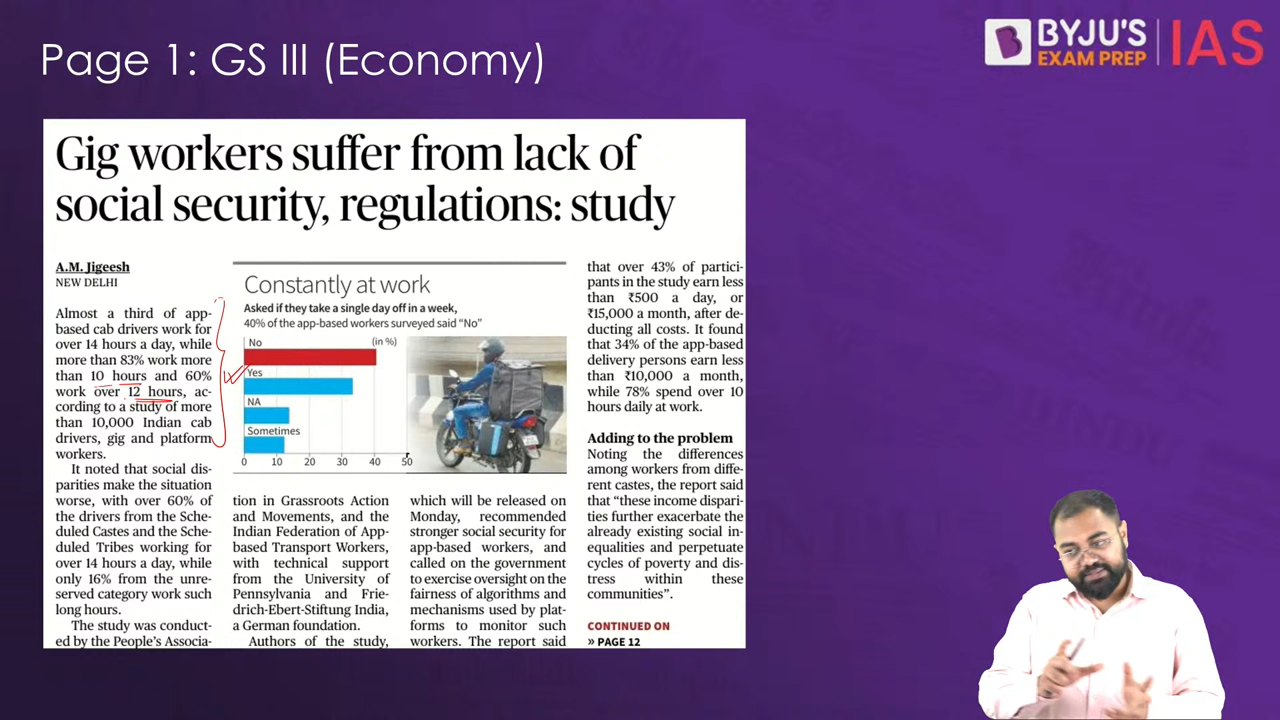 Page 1: GS III (Economy)
BYJU'S
EXAM PREP
IAS
Gig workers suffer from lack of
social security, regulations: study
A.M. Jigeesh
NEW DELHI
Almost a third of app-
based cab drivers work for
over 14 hours a day, while
more than 83% work more
than 10 hours and 60%
work over 12 hours, ac-
cording to a study of more
than 10,000 Indian cab
drivers, gig and platform
workers.
It noted that social dis-
parities make the situation
worse, with over 60% of
the drivers from the Sche-
duled Castes and the Sche-
duled Tribes working for
over 14 hours a day, while
only 16% from the unre-
served category work such
long hours.
The study was conduct-
ed by the People's Associa-
Constantly at work
Asked if they take a single day off in a week,
40% of the app-based workers surveyed said “No”
(in %)
No
Yes
NA
Sometimes
0 10 20 30 40 50
tion in Grassroots Action
and Movements, and the
Indian Federation of App-
based Transport Workers,
with technical support
from the University of
Pennsylvania and Frie-
drich-Ebert-Stiftung India,
a German foundation.
Authors of the study,
which will be released on
Monday, recommended
stronger social security for
app-based workers, and
called on the government
to exercise oversight on the
fairness of algorithms and
mechanisms used by plat-
forms to monitor such
workers. The report said
that over 43% of partici-
pants in the study earn less
than ₹500 a day, or
₹15,000 a month, after de-
ducting all costs. It found
that 34% of the app-based
delivery persons earn less
than ₹10,000 a month,
while 78% spend over 10
hours daily at work.
Adding to the problem
Noting the differences
among workers from diffe-
rent castes, the report said
that “these income dispari-
ties further exacerbate the
already existing social in-
equalities and perpetuate
cycles of poverty and dis-
tress within these
communities”.
CONTINUED ON
» PAGE 12